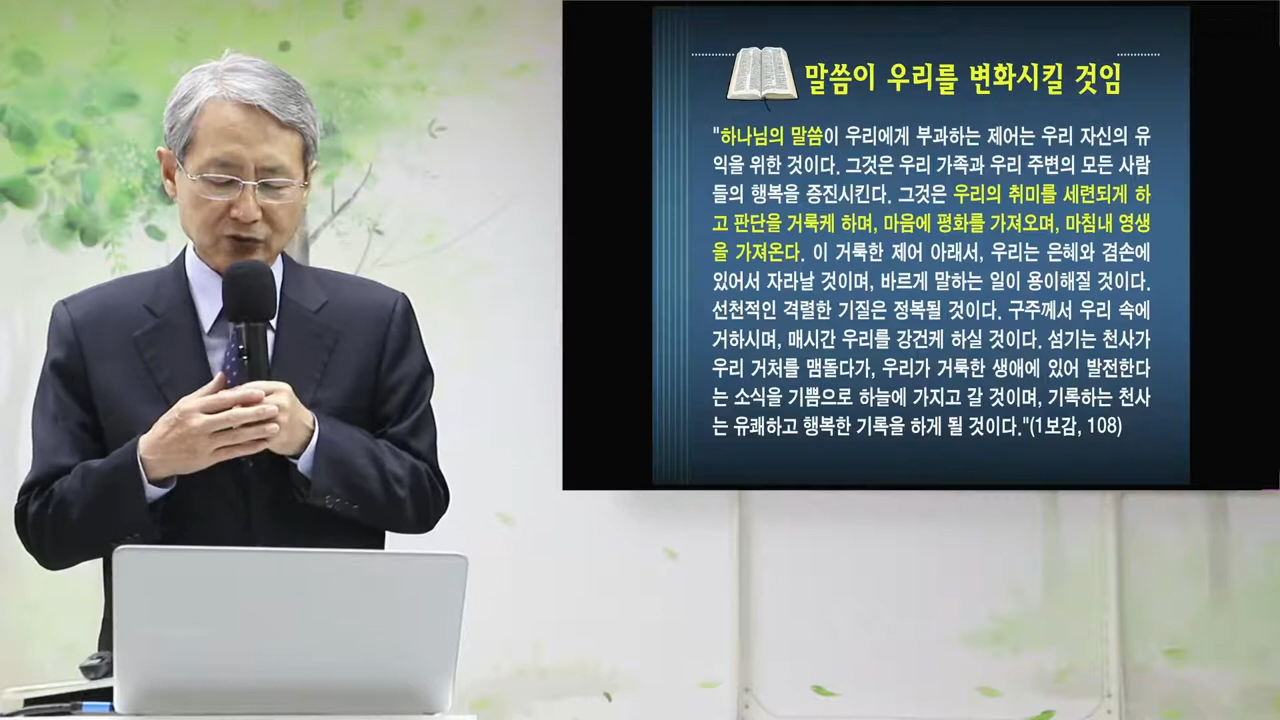 말씀이 우리를 변화시킬 것임
"하나님의 말씀이 우리에게 부과하는 제어는 우리 자신의 유
익을 위한 것이다. 그것은 우리 가족과 우리 주변의 모든 사람
들의 행복을 증진시킨다. 그것은 우리의 취미를 세련되게 하
고 판단을 거룩케 하며, 마음에 평화를 가져오며, 마침내 영생
을 가져온다. 이 거룩한 제어 아래서, 우리는 은혜와 겸손에
있어서 자라날 것이며, 바르게 말하는 일이 용이해질 것이다.
선천적인 격렬한 기질은 정복될 것이다. 구주께서 우리 속에
거하시며, 매시간 우리를 강건케 하실 것이다. 섬기는 천사가
우리 거처를 맴돌다가, 우리가 거룩한 생애에 있어 발전한다
는 소식을 기쁨으로 하늘에 가지고 갈 것이며, 기록하는 천사
는 유쾌하고 행복한 기록을 하게 될 것이다."(1보감, 108)